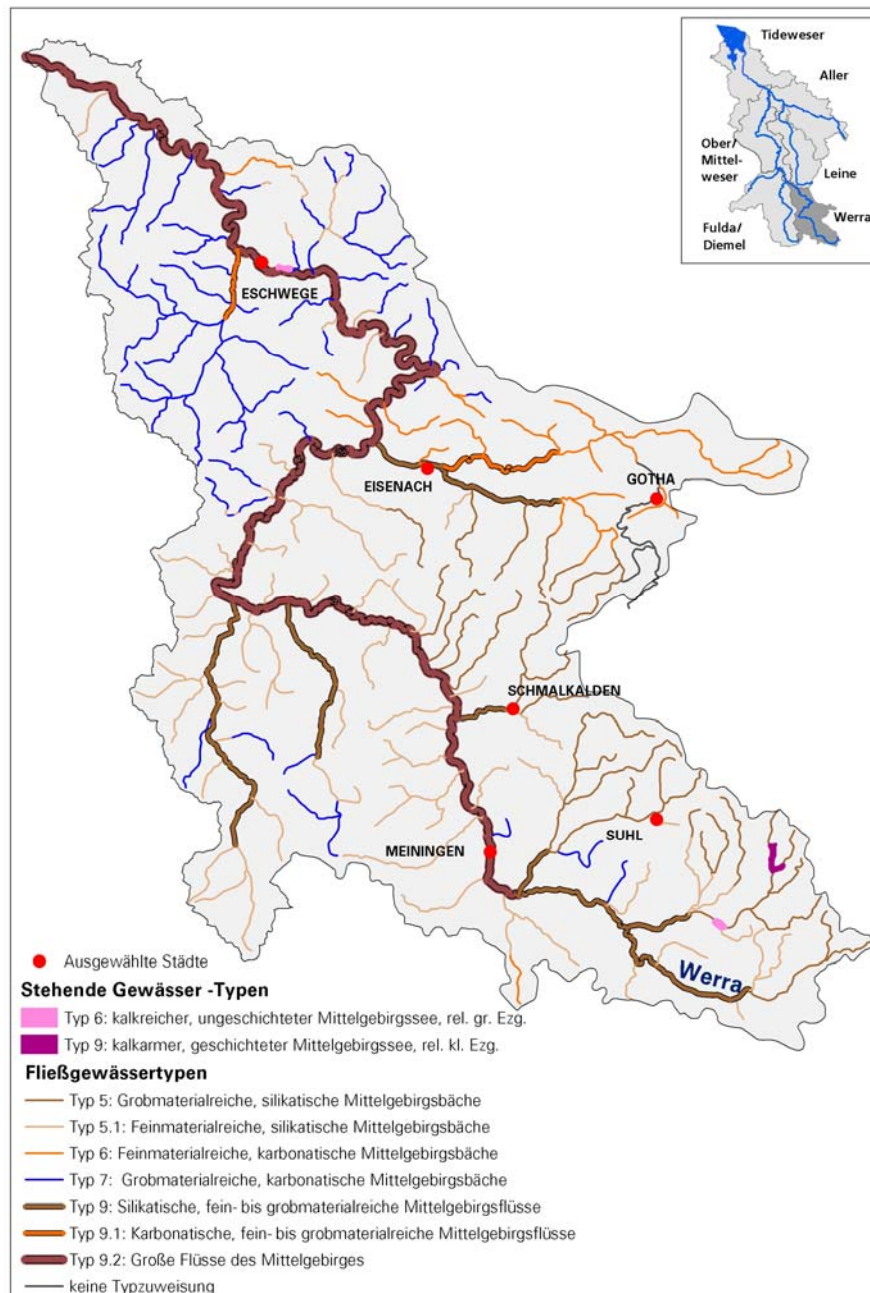 Tideweser
Aller
Ober/
Mittel-
weser
Leine
Werra
Fulda/
Diemel
ESCHWEGE
EISENACH
GOTHA
SCHMALKALDEN
SUHL
MEININGEN
Werra
Ausgewählte Städte
Stehende Gewässer -Typen
Typ 6: kalkreicher, ungeschichteter Mittelgebirgssee, rel. gr. Ezg.
Typ 9: kalkarmer, geschichteter Mittelgebirgssee, rel. kl. Ezg.
Fließgewässertypen
Typ 5: Grobmaterialreiche, silikatische Mittelgebirgsbäche
Typ 5.1: Feinmaterialreiche, silikatische Mittelgebirgsbäche
Typ 6: Feinmaterialreiche, karbonatische Mittelgebirgsbäche
Typ 7: Grobmaterialreiche, karbonatische Mittelgebirgsbäche
Typ 9: Silikatische, fein- bis grobmaterialreiche Mittelgebirgsflüsse
Typ 9.1: Karbonatische, fein- bis grobmaterialreiche Mittelgebirgsflüsse
Typ 9.2: Große Flüsse des Mittelgebirges
keine Typzuweisung